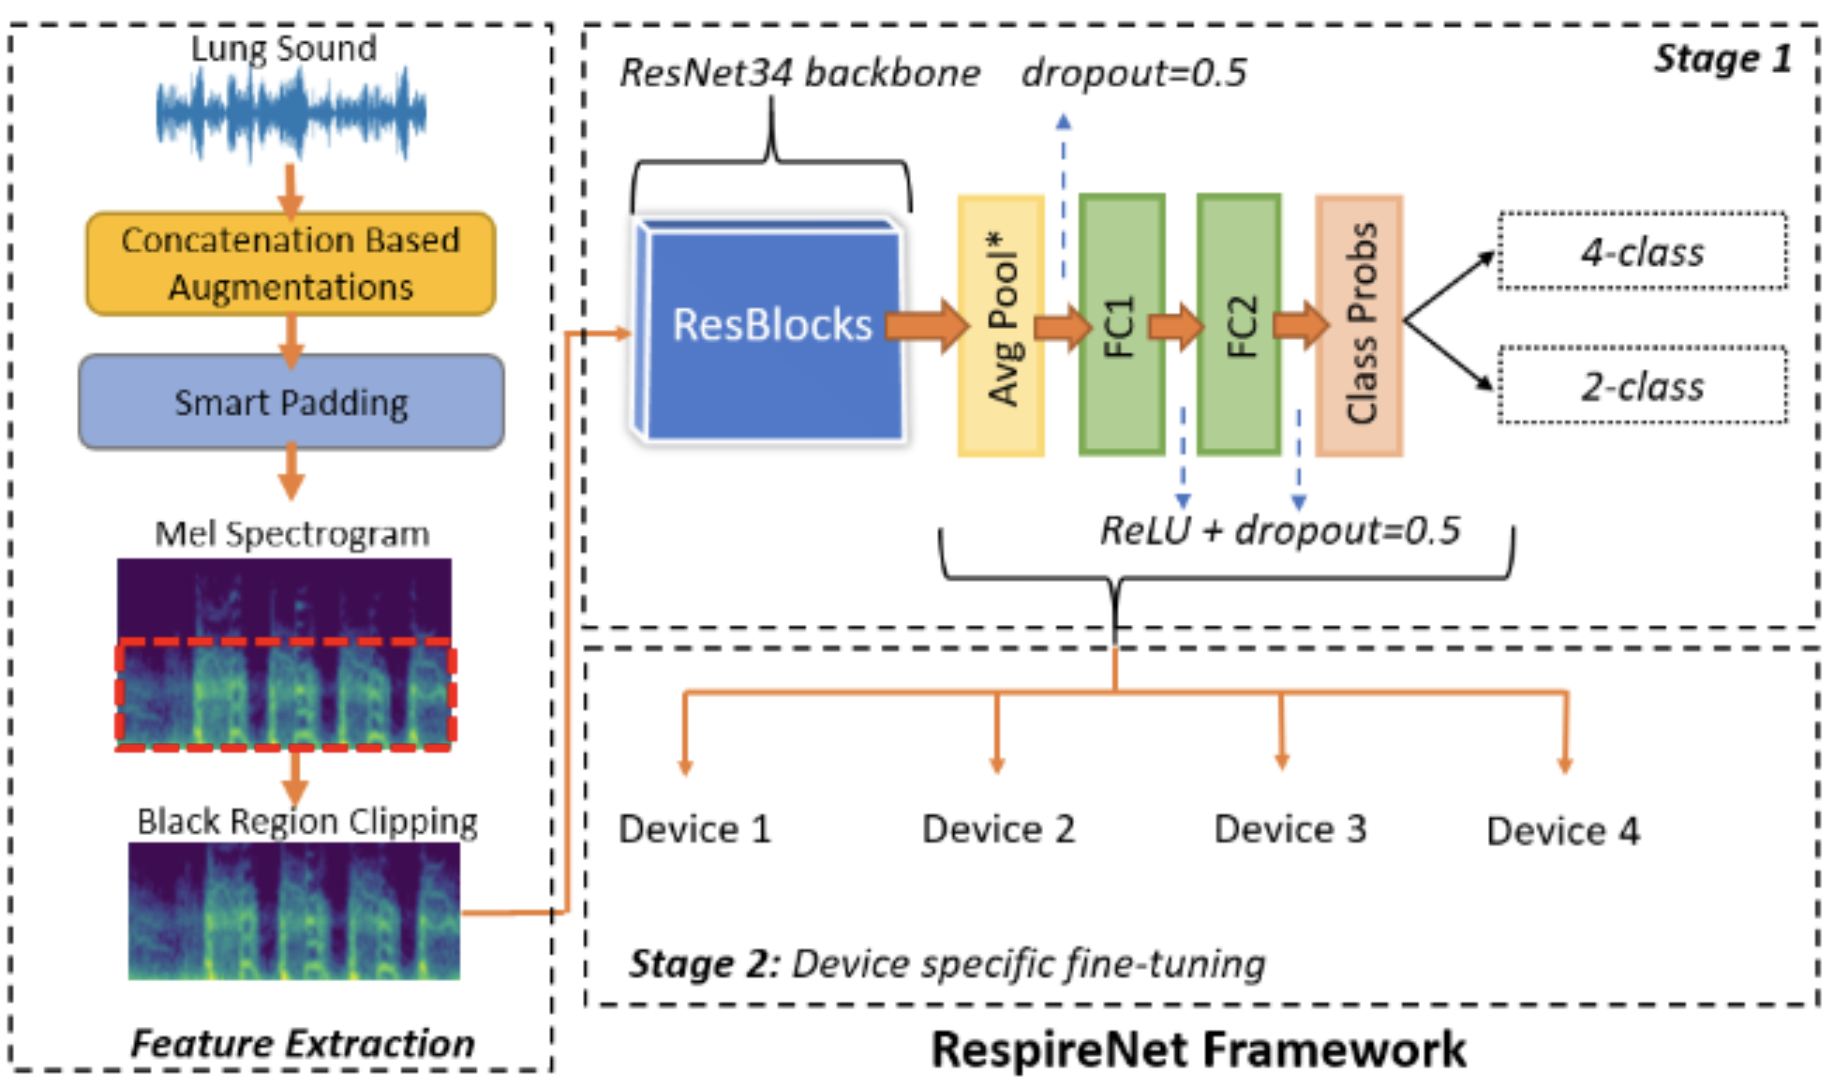 Lung Sound
Concatenation Based
Augmentations
Smart Padding
Mel Spectrogram
Black Region Clipping
Feature Extraction
Stage 1
ResNet34 backbone
dropout=0.5
ResBlocks
Avg Pool*
FC1
FC2
Class Probs
4-class
2-class
ReLU + dropout=0.5
Device 1
Device 2
Device 3
Device 4
Stage 2: Device specific fine-tuning
RespireNet Framework